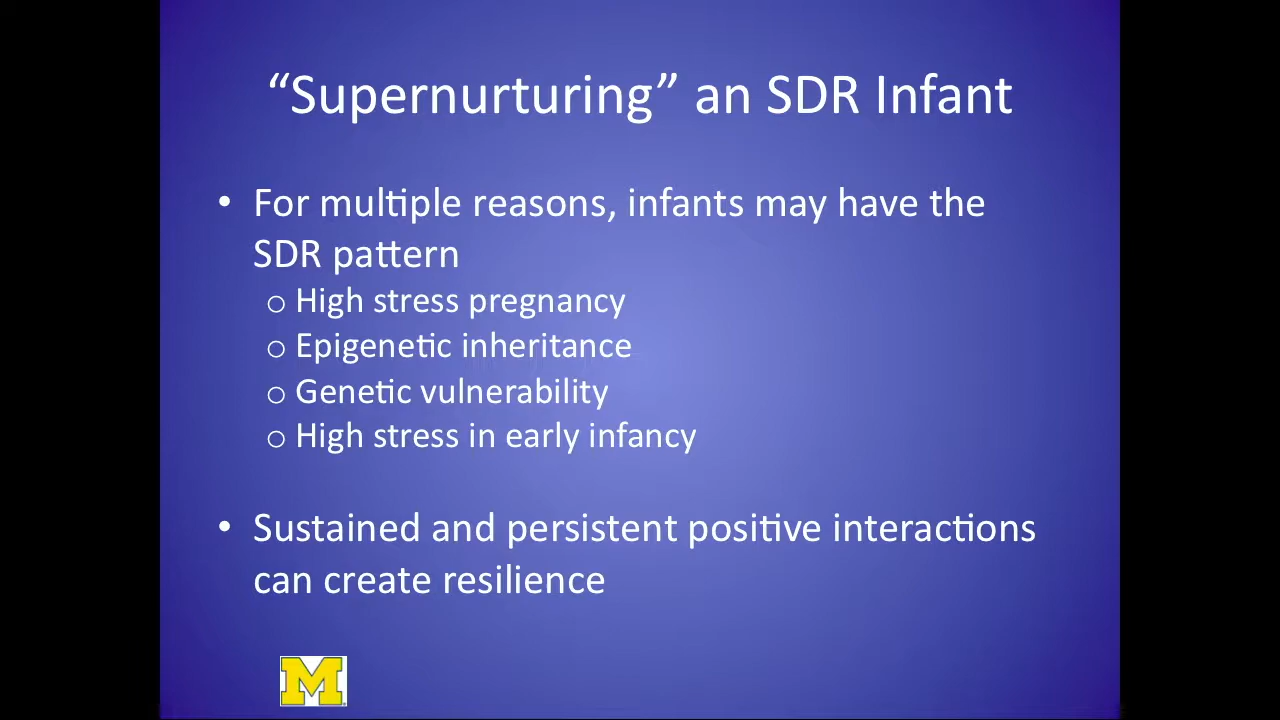 “Supernurturing” an SDR Infant
• For multiple reasons, infants may have the
SDR pattern
o High stress pregnancy
o Epigenetic inheritance
o Genetic vulnerability
o High stress in early infancy
• Sustained and persistent positive interactions
can create resilience
M